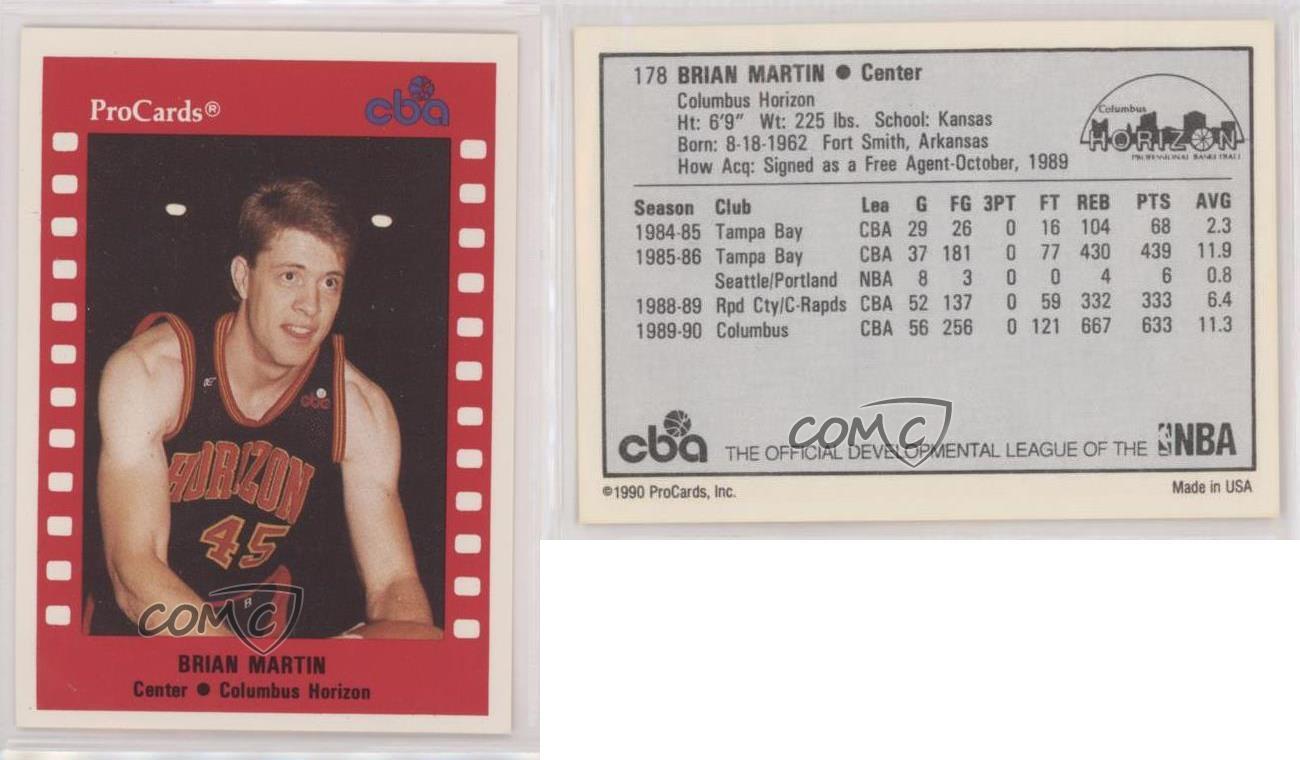 ProCards®
cba
cba
HORIZON
45
COMC
BRIAN MARTIN
Center ● Columbus Horizon
178 BRIAN MARTIN ● Center
Columbus Horizon
Ht: 6'9" Wt: 225 lbs. School: Kansas
Born: 8-18-1962 Fort Smith, Arkansas
How Acq: Signed as a Free Agent-October, 1989
Columbus
HORIZON
PROFESSIONAL BASKETBALL
Season Club Lea G FG 3PT FT REB PTS AVG
1984-85 Tampa Bay CBA 29 26 0 16 104 68 2.3
1985-86 Tampa Bay CBA 37 181 0 77 430 439 11.9
Seattle/Portland NBA 8 3 0 0 4 6 0.8
1988-89 Rpd Cty/C-Rapds CBA 52 137 0 59 332 333 6.4
1989-90 Columbus CBA 56 256 0 121 667 633 11.3
COMC
cba THE OFFICIAL DEVELOPMENTAL LEAGUE OF THE NBA
©1990 ProCards, Inc. Made in USA